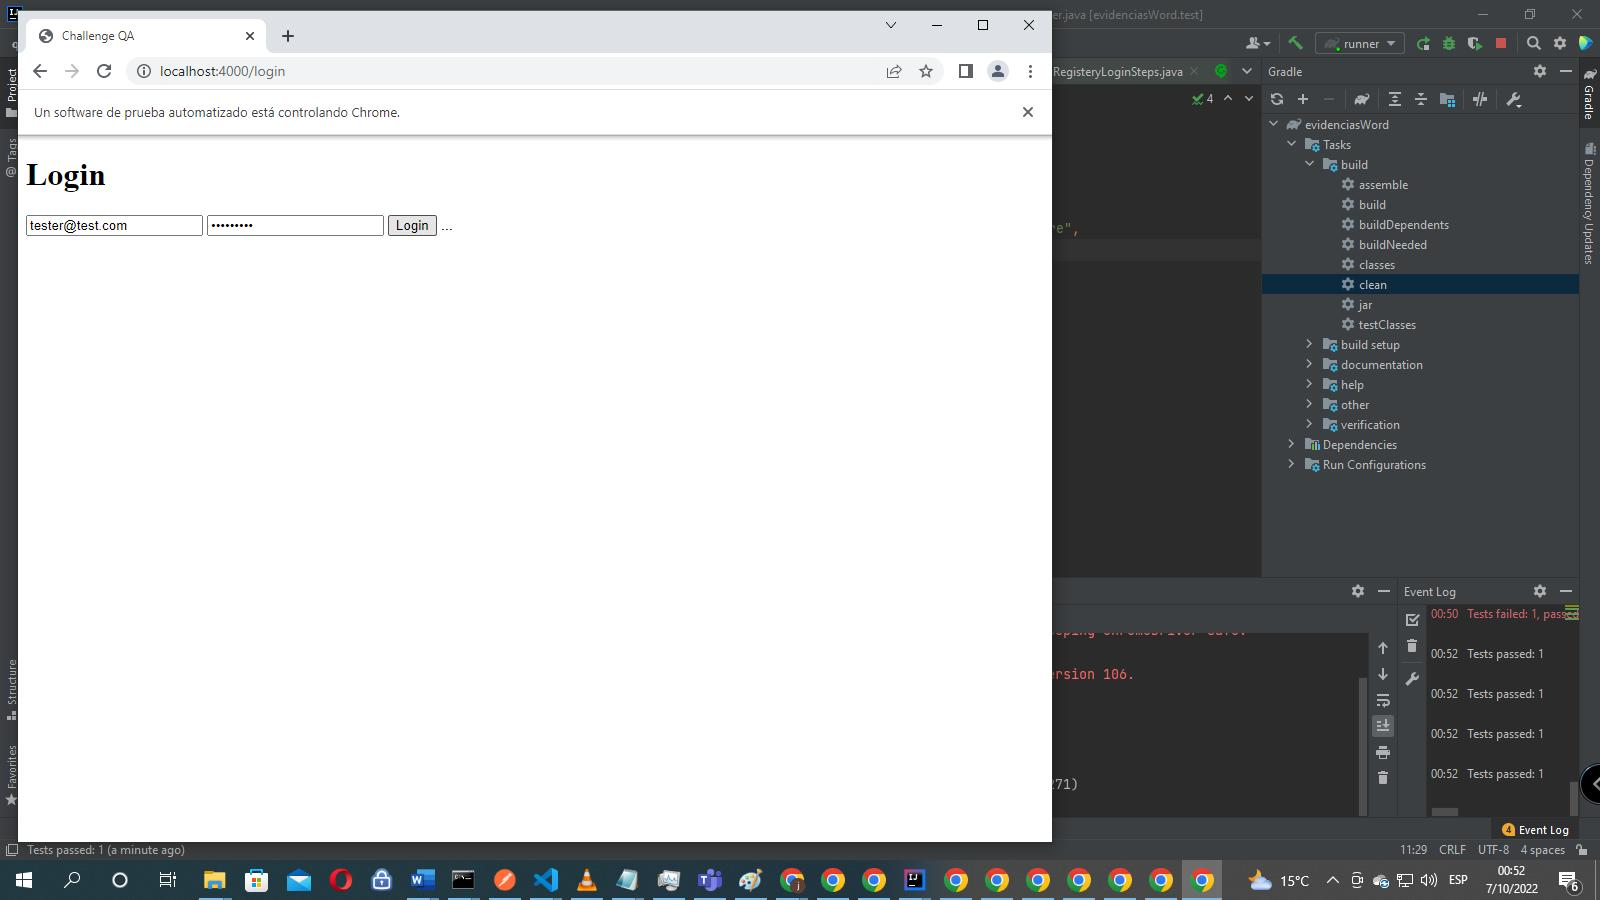 er.java [evidenciasWord.test]
Challenge QA
runner
localhost:4000/login
RegisteryLoginSteps.java
Gradle
Un software de prueba automatizado está controlando Chrome.
4
evidenciasWord
Tasks
build
assemble
build
buildDependents
buildNeeded
classes
clean
jar
testClasses
build setup
documentation
help
other
verification
Dependencies
Run Configurations
Login
tester@test.com ••••••••• Login ...
",
Project
Tags
Structure
Favorites
Gradle
Dependency Updates
Event Log
00:50 Tests failed: 1, passed
00:52 Tests passed: 1
ersion 106.
00:52 Tests passed: 1
00:52 Tests passed: 1
00:52 Tests passed: 1
271)
4 Event Log
Tests passed: 1 (a minute ago)
11:29 CRLF UTF-8 4 spaces
15°C
ESP
00:52
7/10/2022
6